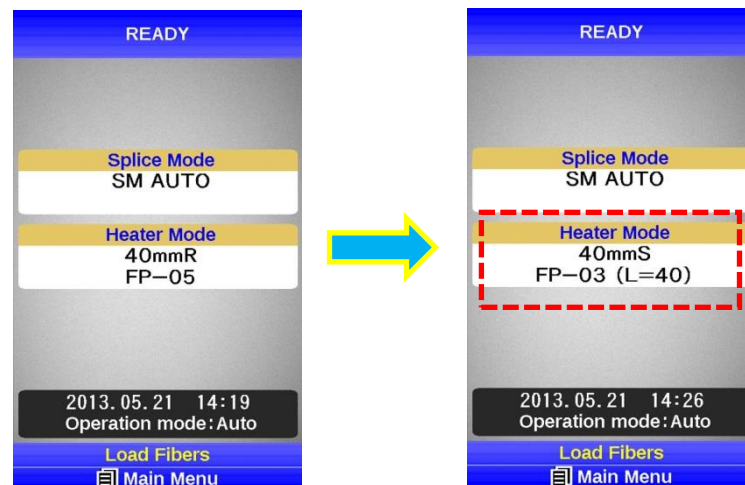 READY
Splice Mode
SM AUTO
Heater Mode
40mmR
FP-05
2013.05.21 14:19
Operation mode:Auto
Load Fibers
Main Menu
READY
Splice Mode
SM AUTO
Heater Mode
40mmS
FP-03 (L=40)
2013.05.21 14:26
Operation mode:Auto
Load Fibers
Main Menu